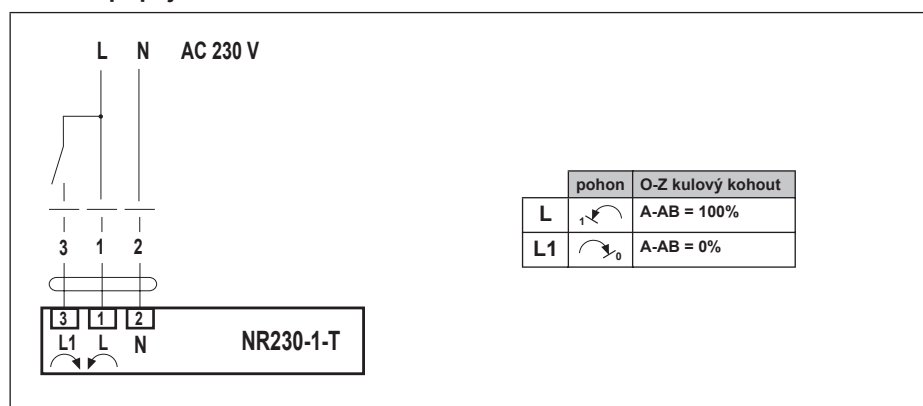 L N AC 230 V
3 1 2
3 1 2
L1 L N NR230-1-T
pohon O-Z kulový kohout
L 1 A-AB = 100%
L1 0 A-AB = 0%